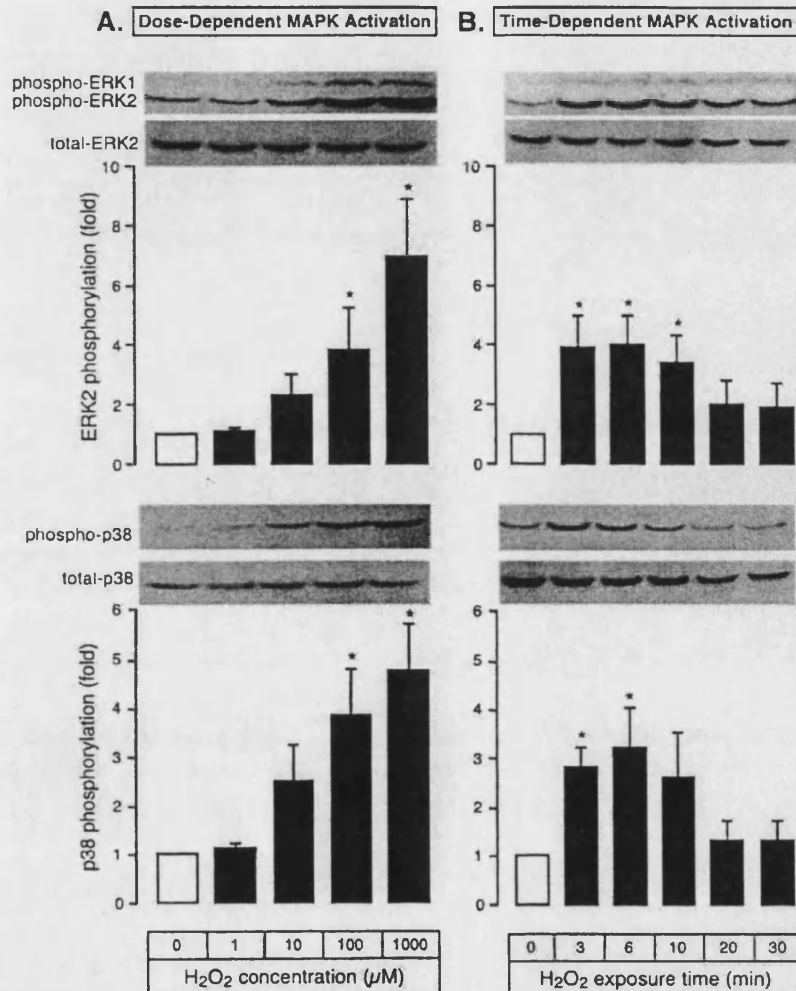 A. Dose-Dependent MAPK Activation
B. Time-Dependent MAPK Activation
phospho-ERK1
phospho-ERK2
total-ERK2
ERK2 phosphorylation (fold)
10
8
6
4
2
0
*
*
10
8
6
4
2
0
*
*
*
phospho-p38
total-p38
p38 phosphorylation (fold)
6
5
4
3
2
1
0
*
*
6
5
4
3
2
1
0
*
*
0 1 10 100 1000
H₂O₂ concentration (µM)
0 3 6 10 20 30
H₂O₂ exposure time (min)